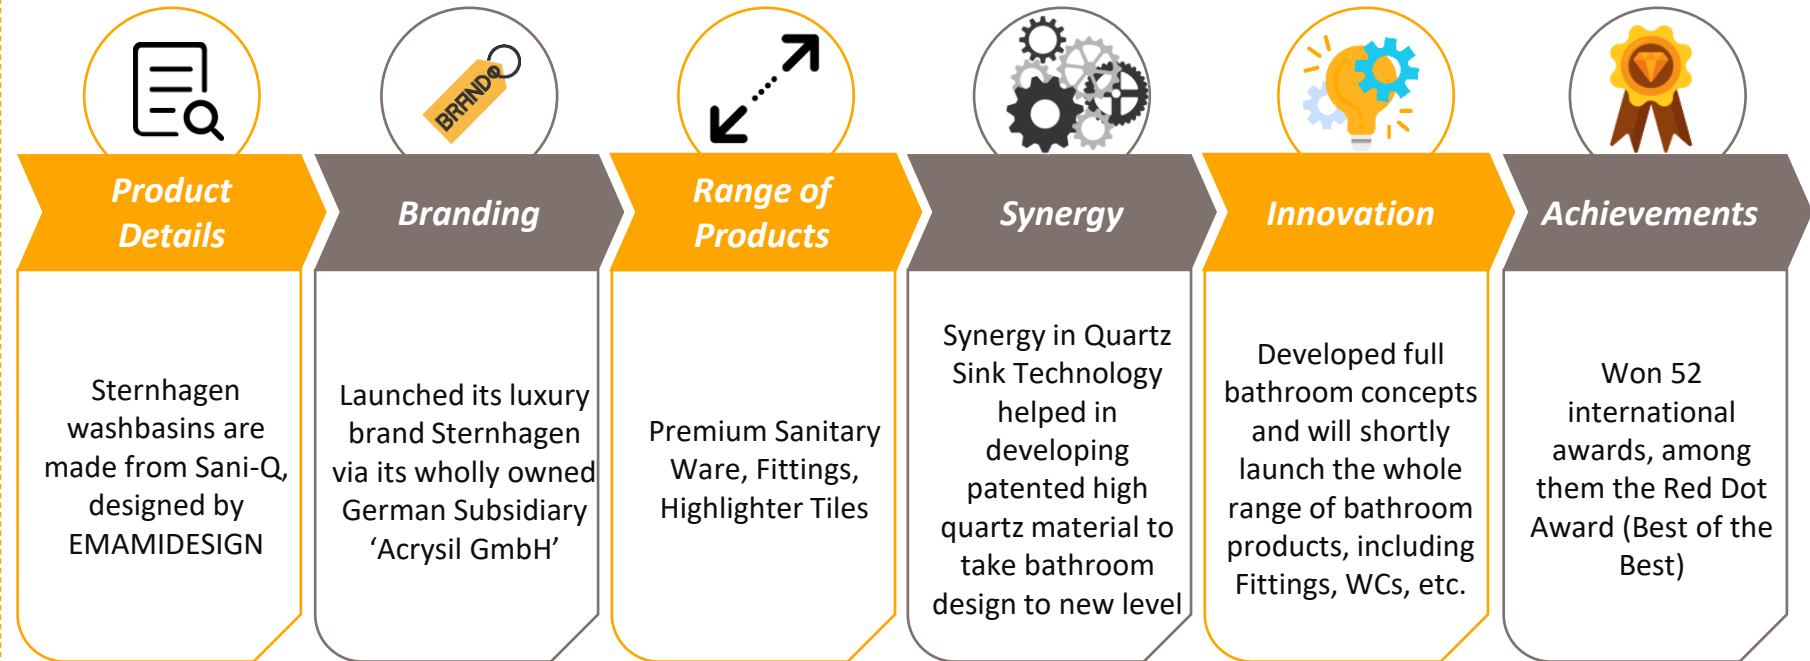 BRAND
Product
Details
Branding
Range of
Products
Synergy
Innovation
Achievements
Sternhagen
washbasins are
made from Sani-Q,
designed by
EMAMIDESIGN
Launched its luxury
brand Sternhagen
via its wholly owned
German Subsidiary
‘Acrysil GmbH’
Premium Sanitary
Ware, Fittings,
Highlighter Tiles
Synergy in Quartz
Sink Technology
helped in
developing
patented high
quartz material to
take bathroom
design to new level
Developed full
bathroom concepts
and will shortly
launch the whole
range of bathroom
products, including
Fittings, WCs, etc.
Won 52
international
awards, among
them the Red Dot
Award (Best of the
Best)